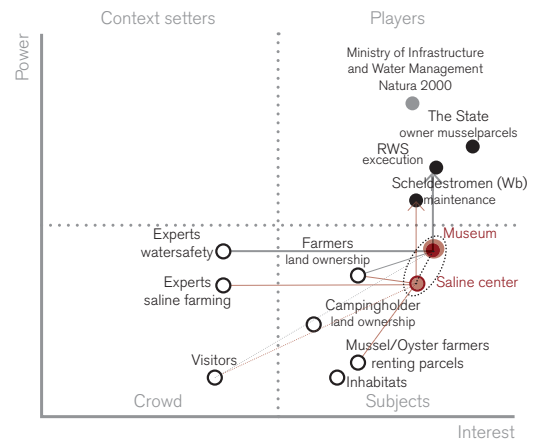 Context setters
Players
Power
Ministry of Infrastructure
and Water Management
Natura 2000
The State
owner musselparcels
RWS
excecution
Scheldestromen (Wb)
maintenance
Museum
Experts
watersafety
Farmers
land ownership
Experts
saline farming
Saline center
Campingholder
land ownership
Mussel/Oyster farmers
renting parcels
Visitors
Inhabitats
Crowd
Subjects
Interest